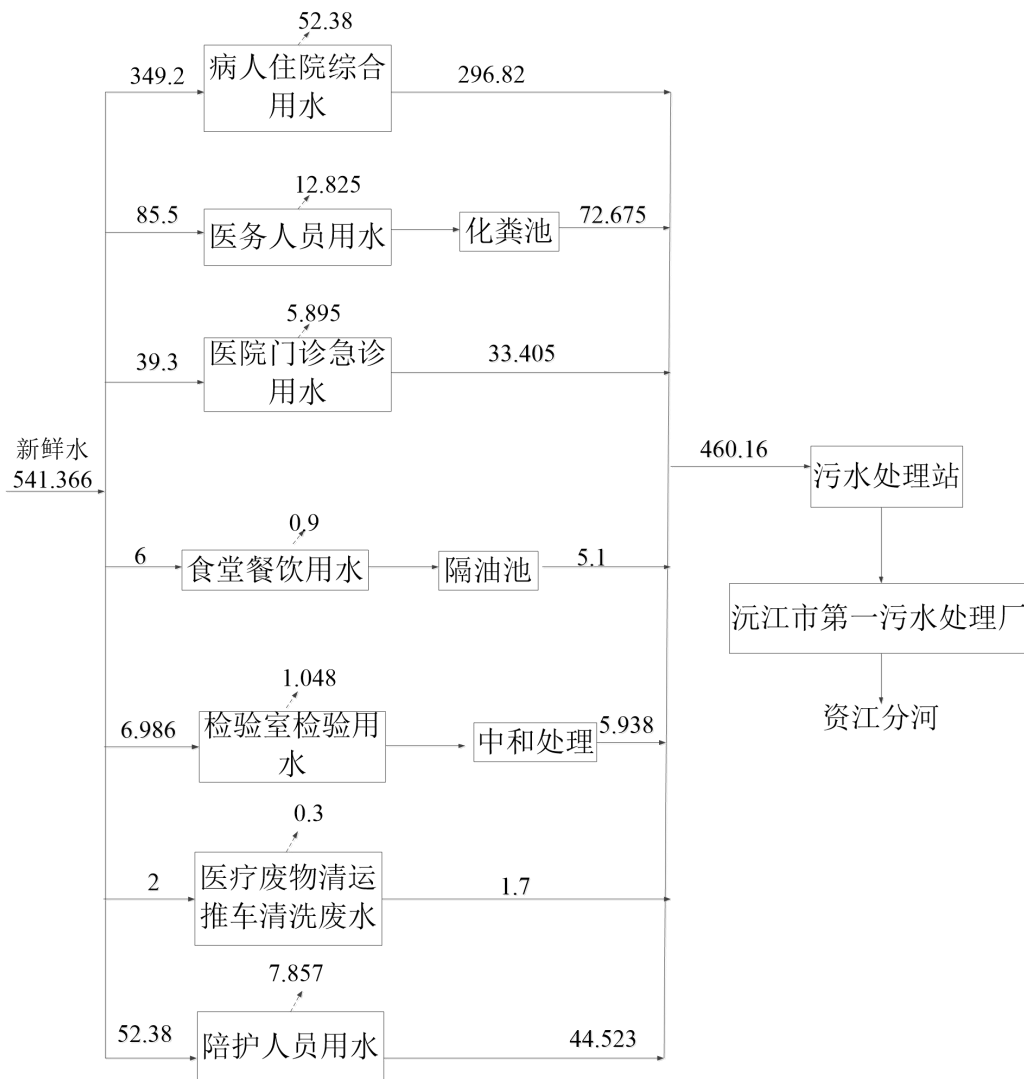 52.38
349.2
病人住院综合
用水
296.82
12.825
85.5
医务人员用水
化粪池
72.675
5.895
39.3
医院门诊急诊
用水
33.405
新鲜水
541.366
460.16
污水处理站
0.9
6
食堂餐饮用水
隔油池
5.1
沅江市第一污水处理厂
资江分河
1.048
6.986
检验室检验用
水
中和处理
5.938
0.3
2
医疗废物清运
推车清洗废水
1.7
7.857
52.38
陪护人员用水
44.523